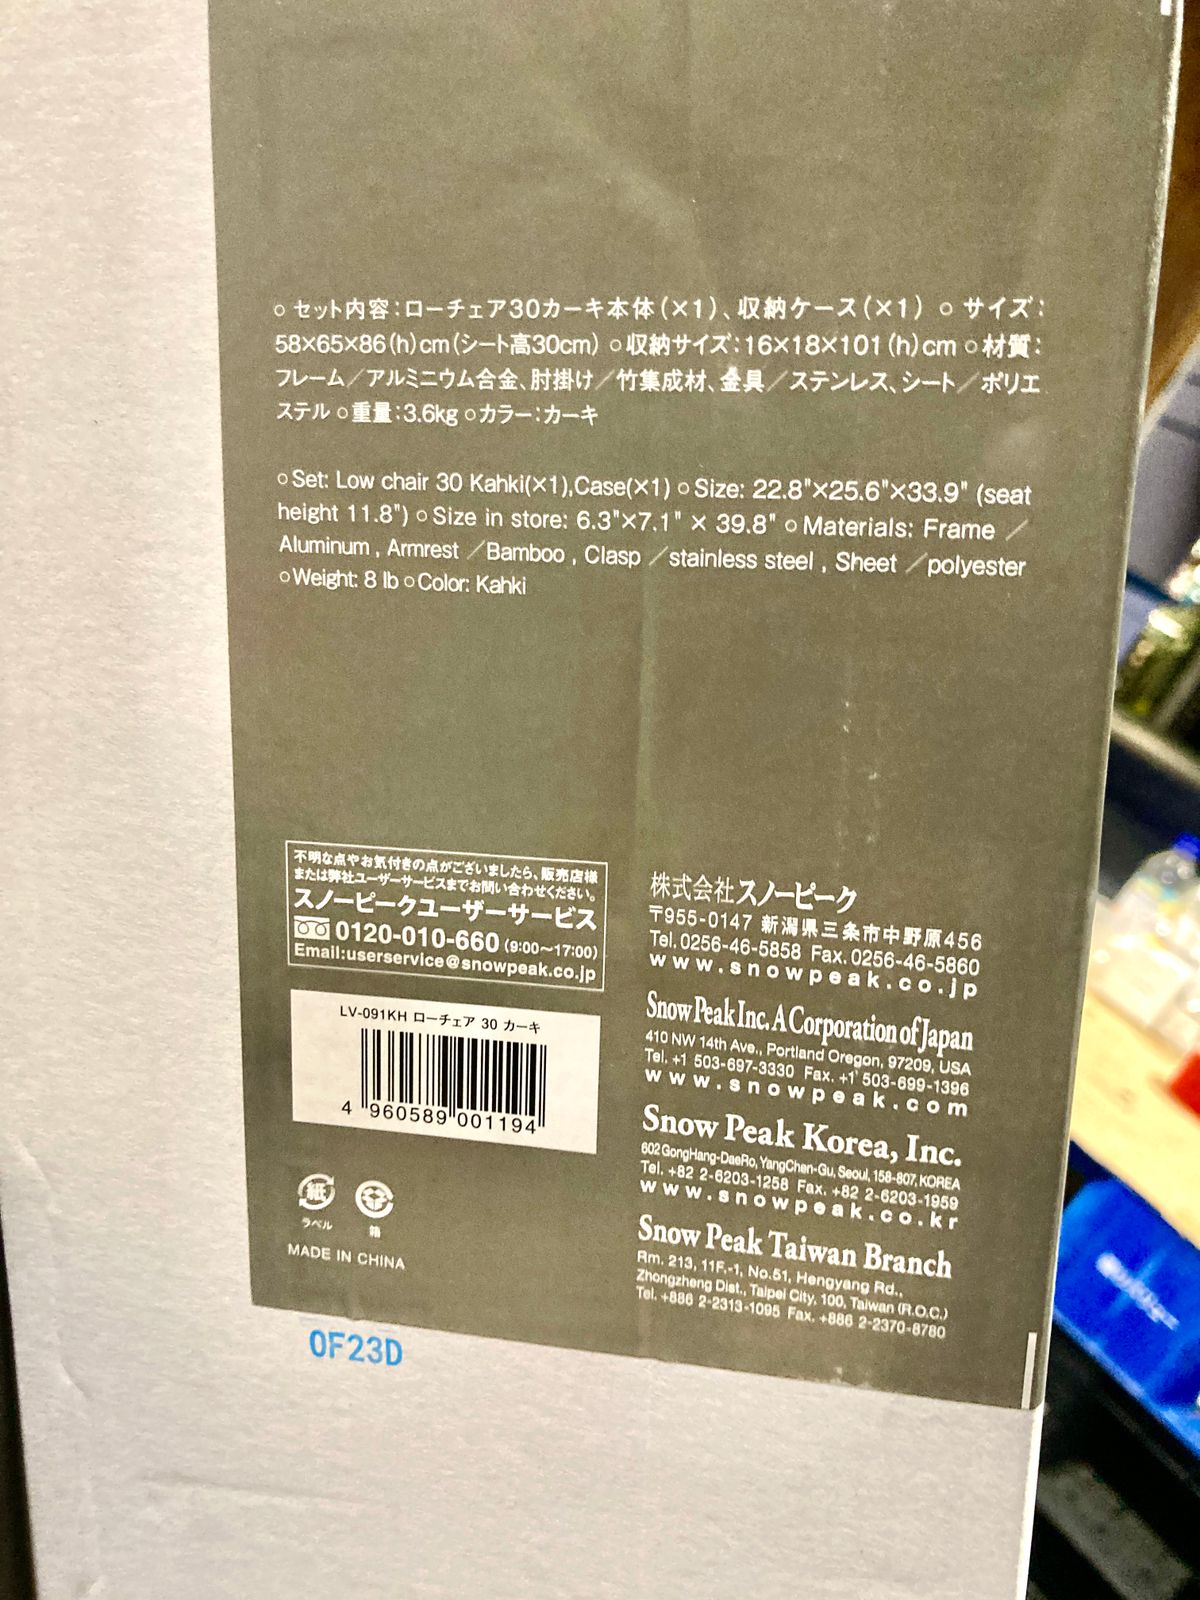 ○ セット内容：ローチェア30カーキ本体（×1）、収納ケース（×1） ○ サイズ：
58×65×86（h）cm（シート高30cm） ○収納サイズ：16×18×101（h）cm ○材質：
フレーム／アルミニウム合金、肘掛け／竹集成材、金具／ステンレス、シート／ポリエ
ステル ○重量：3.6kg ○カラー：カーキ
○Set: Low chair 30 Kahki(×1),Case(×1) ○Size: 22.8"×25.6"×33.9" (seat
height 11.8") ○Size in store: 6.3"×7.1" × 39.8" ○Materials: Frame ／
Aluminum , Armrest ／Bamboo , Clasp ／stainless steel , Sheet ／polyester
○Weight: 8 lb ○Color: Kahki
不明な点やお気付きの点がございましたら、販売店様
または弊社ユーザーサービスまでお問い合わせください。
スノーピークユーザーサービス
0120-010-660 (9:00〜17:00)
Email:userservice@snowpeak.co.jp
LV-091KH ローチェア 30 カーキ
4 960589 001194
紙
ラベル
箱
MADE IN CHINA
株式会社スノーピーク
〒955-0147 新潟県三条市中野原456
Tel.0256-46-5858 Fax.0256-46-5860
www.snowpeak.co.jp
Snow Peak Inc. A Corporation of Japan
410 NW 14th Ave., Portland Oregon, 97209, USA
Tel. +1 503-697-3330 Fax. +1 503-699-1396
www.snowpeak.com
Snow Peak Korea, Inc.
602 GongHang-DaeRo, YangChen-Gu, Seoul, 158-807, KOREA
Tel. +82 2-6203-1258 Fax. +82 2-6203-1959
www.snowpeak.co.kr
Snow Peak Taiwan Branch
Rm. 213, 11F.-1, No.51, Hengyang Rd.,
Zhongzheng Dist., Taipei City, 100, Taiwan (R.O.C.)
Tel. +886 2-2313-1095 Fax. +886 2-2370-8780
0F23D